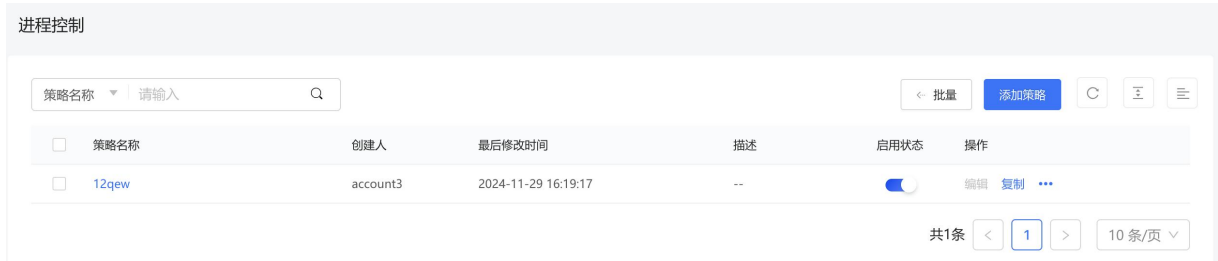 进程控制
策略名称 请输入 批量 添加策略
策略名称 创建人 最后修改时间 描述 启用状态 操作
12qew account3 2024-11-29 16:19:17 -- 编辑 复制 •••
共1条 < 1 > 10 条/页